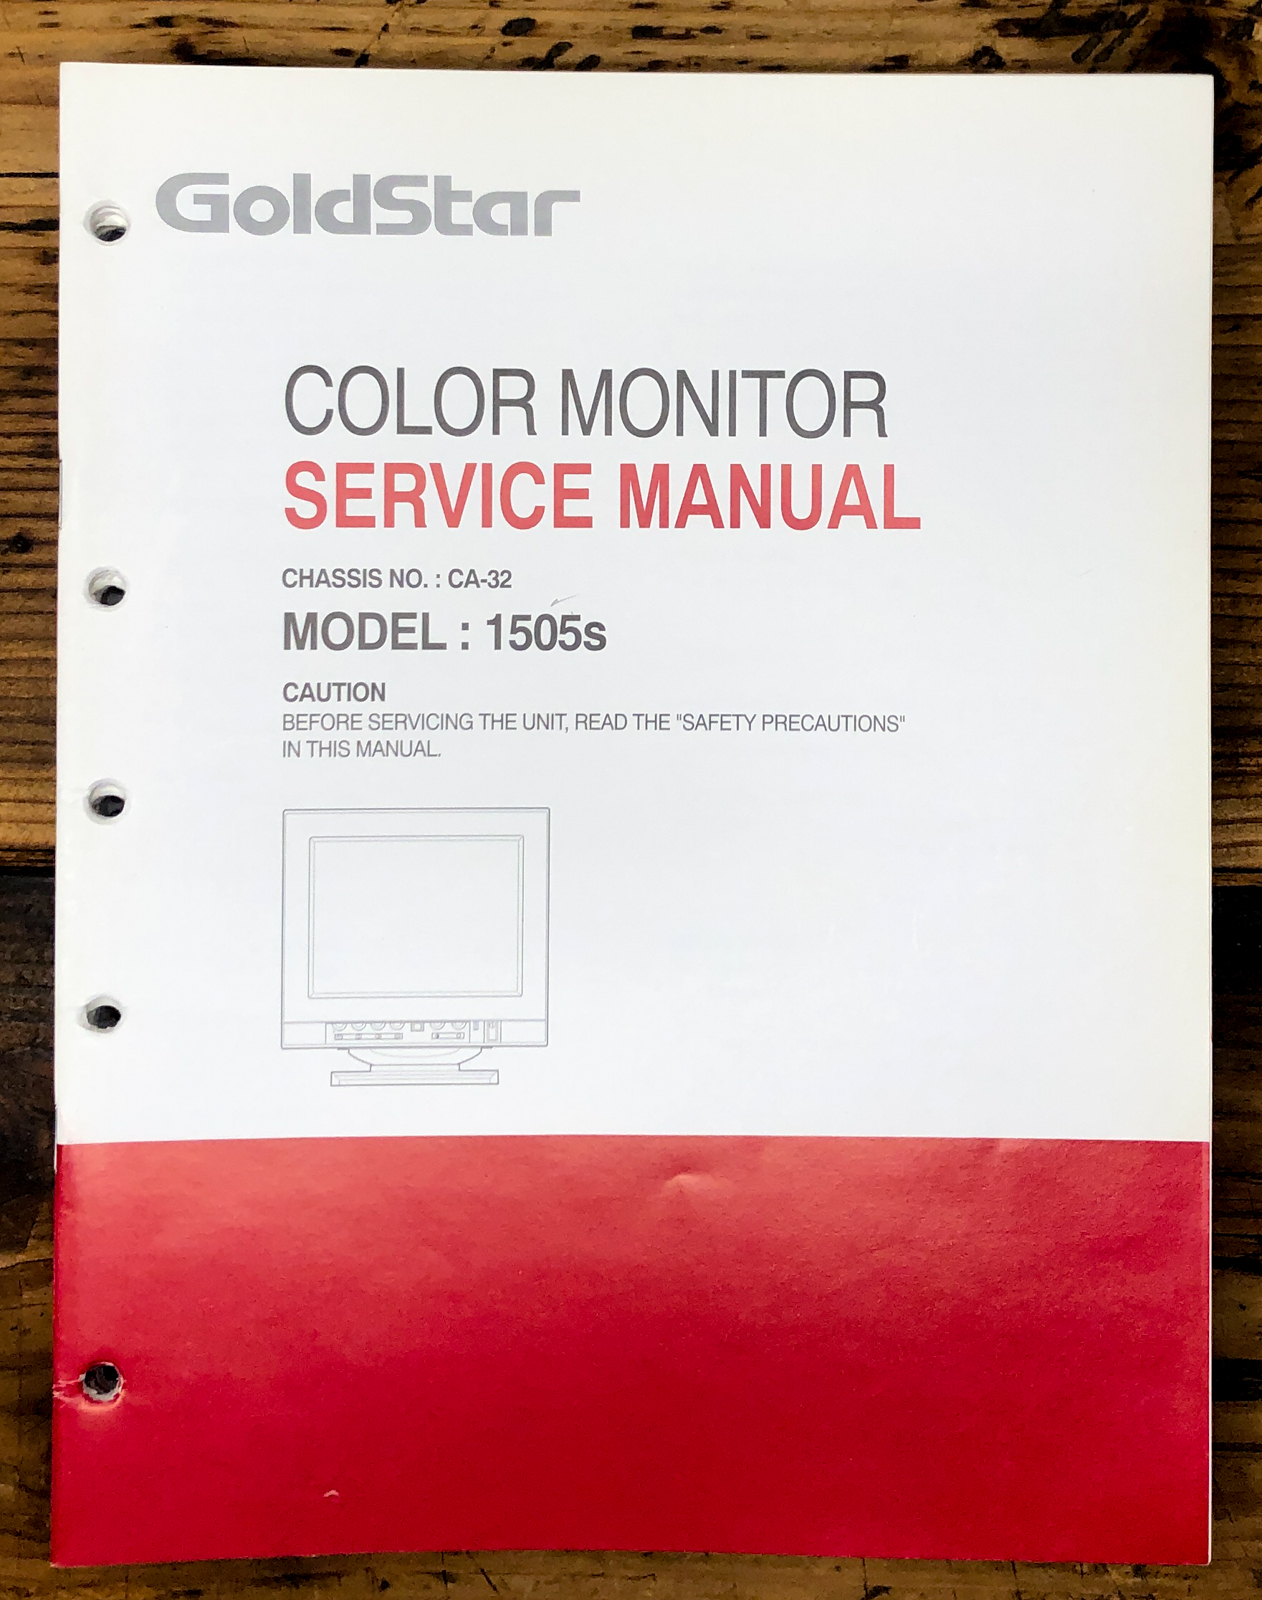 GoldStar
COLOR MONITOR
SERVICE MANUAL
CHASSIS NO. : CA-32
MODEL : 1505s
CAUTION
BEFORE SERVICING THE UNIT, READ THE "SAFETY PRECAUTIONS"
IN THIS MANUAL.